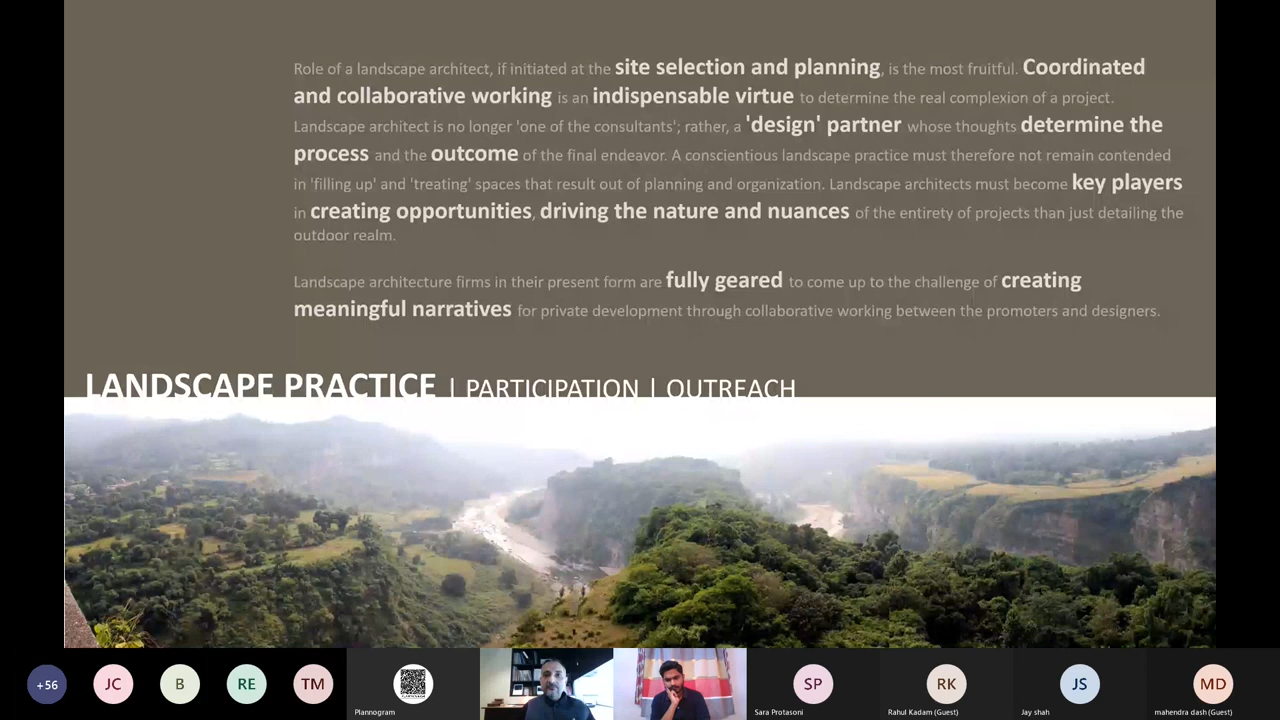 Role of a landscape architect, if initiated at the site selection and planning, is the most fruitful. Coordinated
and collaborative working is an indispensable virtue to determine the real complexion of a project.
Landscape architect is no longer 'one of the consultants'; rather, a 'design' partner whose thoughts determine the
process and the outcome of the final endeavor. A conscientious landscape practice must therefore not remain contended
in 'filling up' and 'treating' spaces that result out of planning and organization. Landscape architects must become key players
in creating opportunities, driving the nature and nuances of the entirety of projects than just detailing the
outdoor realm.
Landscape architecture firms in their present form are fully geared to come up to the challenge of creating
meaningful narratives for private development through collaborative working between the promoters and designers.
LANDSCAPE PRACTICE | PARTICIPATION | OUTREACH
+56
JC
B
RE
TM
Plannogram
SP
Sara Protasoni
RK
Rahul Kadam (Guest)
JS
Jay shah
MD
mahendra dash (Guest)